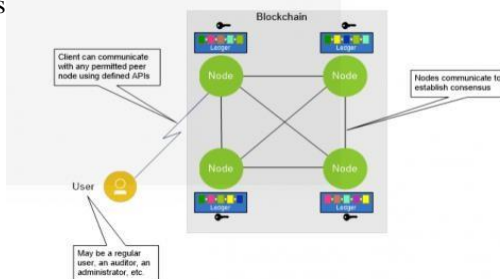 s
Blockchain
Ledger
Ledger
Client can communicate
with any permitted peer
node using defined APIs
Node
Node
Nodes communicate to
establish consensus
Node
Node
User
Ledger
Ledger
May be a regular
user, an auditor, an
administrator, etc.